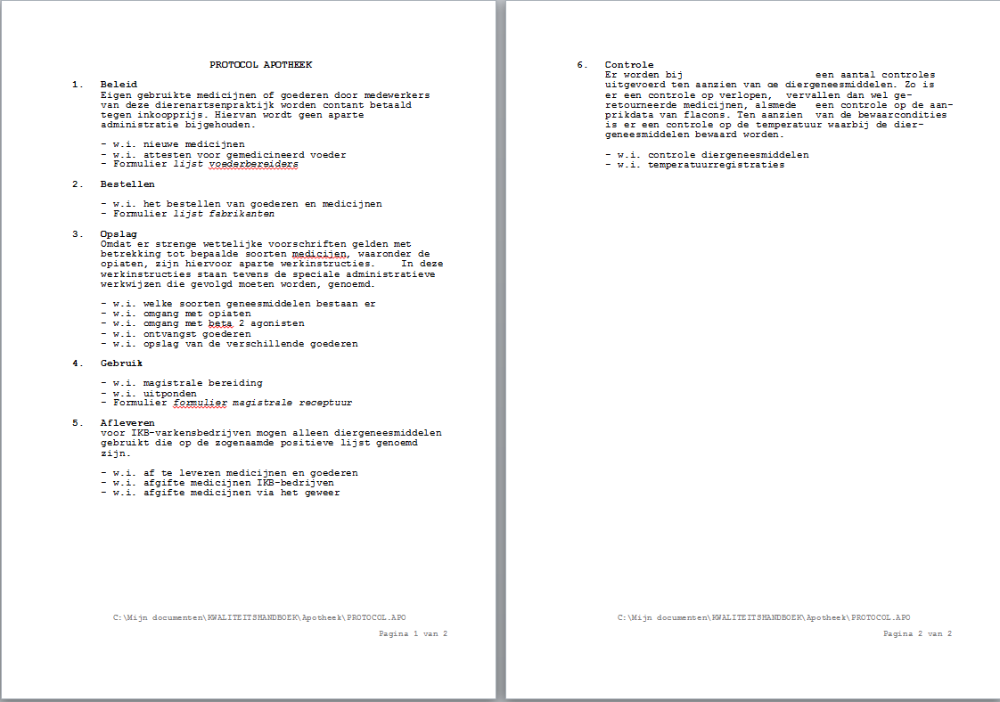 PROTOCOL APOTHEEK
1. Beleid
Eigen gebruikte medicijnen of goederen door medewerkers
van deze dierenartsenpraktijk worden contant betaald
tegen inkoopprijs. Hiervan wordt geen aparte
administratie bijgehouden.
- w.i. nieuwe medicijnen
- w.i. attesten voor gemedicineerd voeder
- Formulier lijst voederbereiders
2. Bestellen
- w.i. het bestellen van goederen en medicijnen
- Formulier lijst fabrikanten
3. Opslag
Omdat er strenge wettelijke voorschriften gelden met
betrekking tot bepaalde soorten medicijen, waaronder de
opiaten, zijn hiervoor aparte werkinstructies. In deze
werkinstructies staan tevens de speciale administratieve
werkwijzen die gevolgd moeten worden, genoemd.
- w.i. welke soorten geneesmiddelen bestaan er
- w.i. omgang met opiaten
- w.i. omgang met beta 2 agonisten
- w.i. ontvangst goederen
- w.i. opslag van de verschillende goederen
4. Gebruik
- w.i. magistrale bereiding
- w.i. uitponden
- Formulier formulier magistrale receptuur
5. Afleveren
voor IKB-varkensbedrijven mogen alleen diergeneesmiddelen
gebruikt die op de zogenaamde positieve lijst genoemd
zijn.
- w.i. af te leveren medicijnen en goederen
- w.i. afgifte medicijnen IKB-bedrijven
- w.i. afgifte medicijnen via het geweer
C:\Mijn documenten\KWALITEITSHANDBOEK\Apotheek\PROTOCOL.APO
Pagina 1 van 2
6. Controle
Er worden bij een aantal controles
uitgevoerd ten aanzien van de diergeneesmiddelen. Zo is
er een controle op verlopen, vervallen dan wel ge-
retourneerde medicijnen, alsmede een controle op de aan-
prikdata van flacons. Ten aanzien van de bewaarcondities
is er een controle op de temperatuur waarbij de dier-
geneesmiddelen bewaard worden.
- w.i. controle diergeneesmiddelen
- w.i. temperatuurregistraties
C:\Mijn documenten\KWALITEITSHANDBOEK\Apotheek\PROTOCOL.APO
Pagina 2 van 2